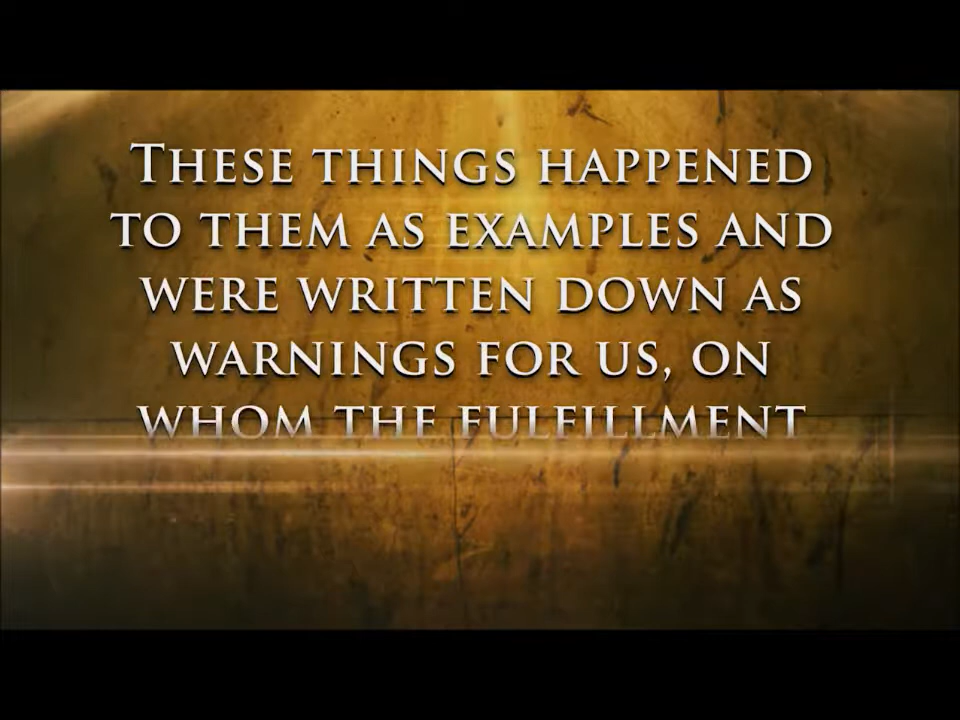 These things happened
to them as examples and
were written down as
warnings for us, on
whom the fulfillment